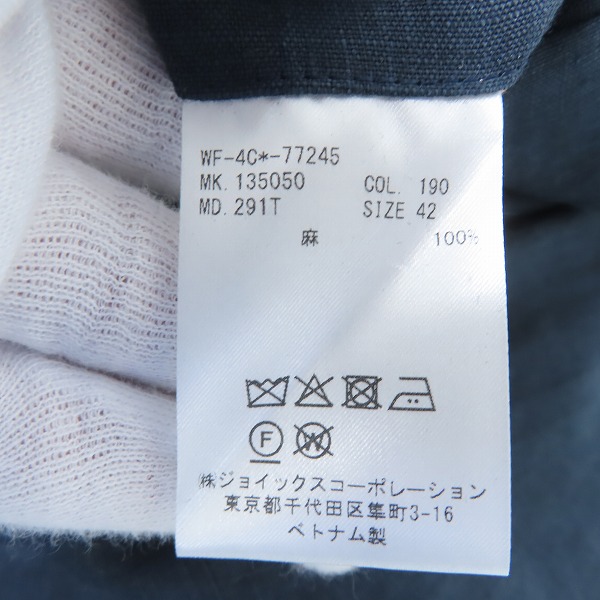 WF-4C*-77245
MK. 135050 COL. 190
MD. 291T SIZE 42
麻 100%
F W
㈱ジョイックスコーポレーション
東京都千代田区隼町3-16
ベトナム製